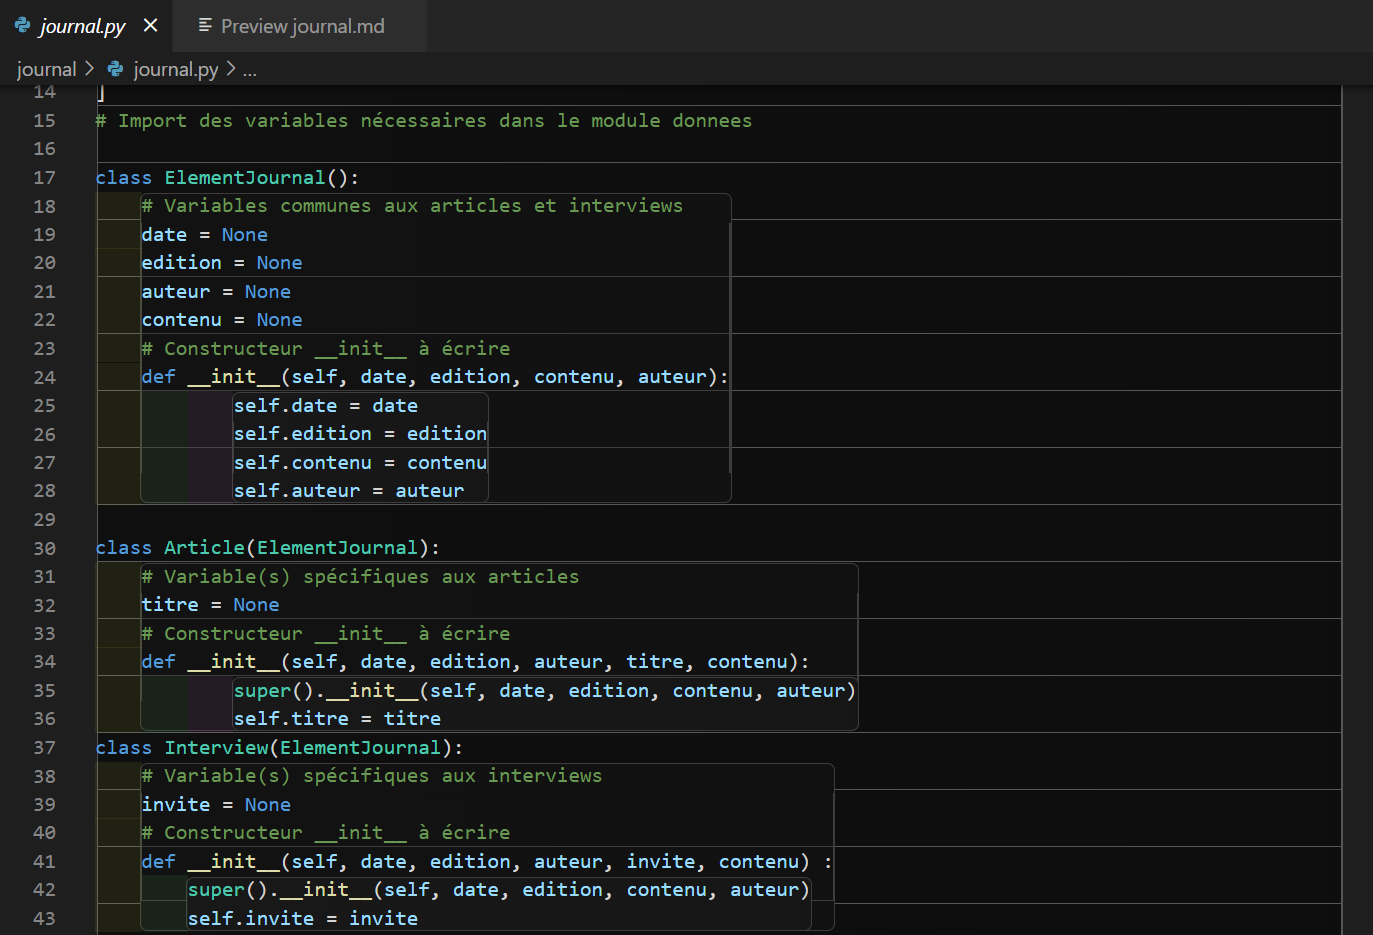 journal.py
Preview journal.md
journal > journal.py > ...
14 ]
15 # Import des variables nécessaires dans le module donnees
16
17 class ElementJournal():
18     # Variables communes aux articles et interviews
19     date = None
20     edition = None
21     auteur = None
22     contenu = None
23     # Constructeur __init__ à écrire
24     def __init__(self, date, edition, contenu, auteur):
25             self.date = date
26             self.edition = edition
27             self.contenu = contenu
28             self.auteur = auteur
29
30 class Article(ElementJournal):
31     # Variable(s) spécifiques aux articles
32     titre = None
33     # Constructeur __init__ à écrire
34     def __init__(self, date, edition, auteur, titre, contenu):
35             super().__init__(self, date, edition, contenu, auteur)
36             self.titre = titre
37 class Interview(ElementJournal):
38     # Variable(s) spécifiques aux interviews
39     invite = None
40     # Constructeur __init__ à écrire
41     def __init__(self, date, edition, auteur, invite, contenu) :
42         super().__init__(self, date, edition, contenu, auteur)
43         self.invite = invite